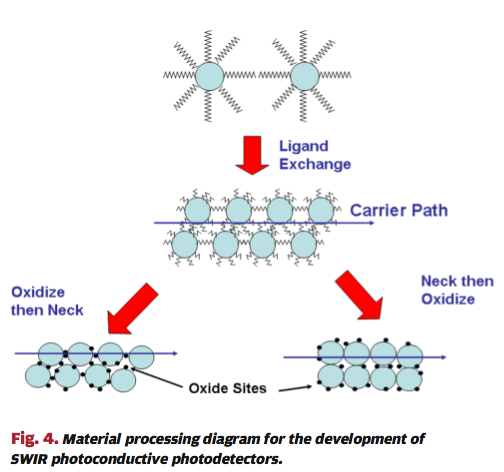 Ligand
Exchange
Carrier Path
Oxidize
then Neck
Neck then
Oxidize
Oxide Sites
Fig. 4. Material processing diagram for the development of
SWIR photoconductive photodetectors.